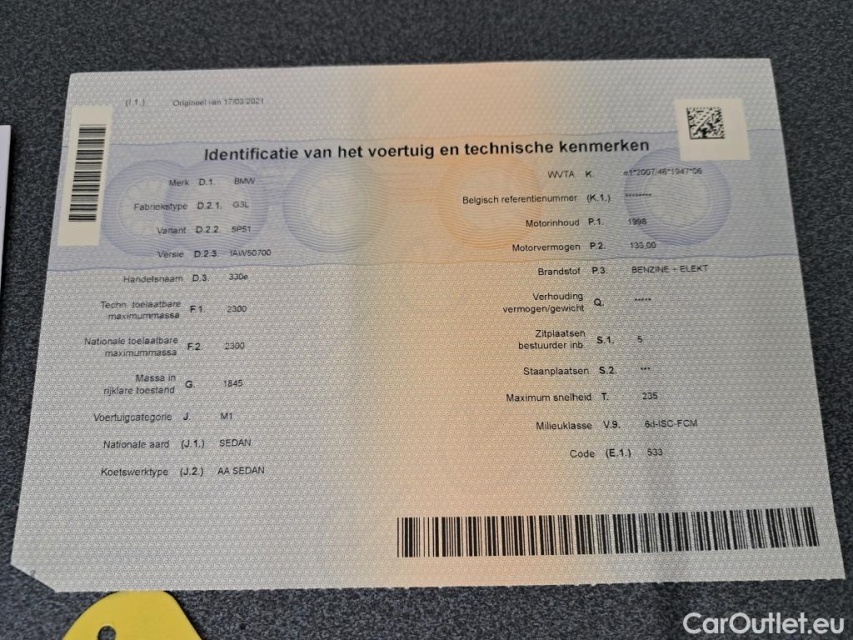 (I.1.) Origineel van 17/03/2021
Identificatie van het voertuig en technische kenmerken
Merk D.1. BMW
Fabriekstype D.2.1. G3L
Variant D.2.2. 5P51
Versie D.2.3. 1AW50700
Handelsnaam D.3. 330e
Techn. toelaatbare
maximummassa F.1. 2300
Nationale toelaatbare
maximummassa F.2. 2300
Massa in
rijklare toestand G. 1845
Voertuigcategorie J. M1
Nationale aard (J.1.) SEDAN
Koetswerktype (J.2.) AA SEDAN
WVTA K. e1*2007/46*1947*06
Belgisch referentienummer (K.1.) ********
Motorinhoud P.1. 1998
Motorvermogen P.2. 135,00
Brandstof P.3. BENZINE + ELEKT
Verhouding
vermogen/gewicht Q. *****
Zitplaatsen
bestuurder inb. S.1. 5
Staanplaatsen S.2. ***
Maximum snelheid T. 235
Milieuklasse V.9. 6d-ISC-FCM
Code (E.1.) 533
CarOutlet.eu